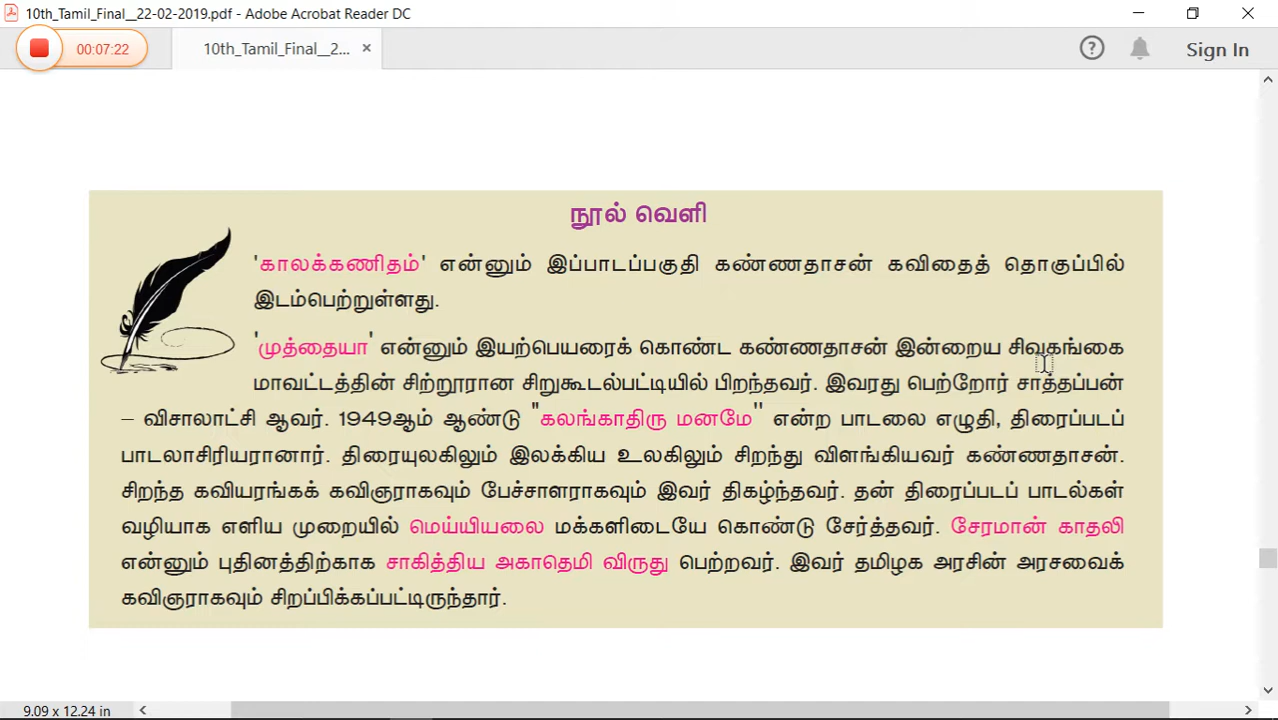 10th_Tamil_Final__22-02-2019.pdf - Adobe Acrobat Reader DC
00:07:22
10th_Tamil_Final__2... ×
Sign In
நூல் வெளி
'காலக்கணிதம்' என்னும் இப்பாடப்பகுதி கண்ணதாசன் கவிதைத் தொகுப்பில்
இடம்பெற்றுள்ளது.
'முத்தையா' என்னும் இயற்பெயரைக் கொண்ட கண்ணதாசன் இன்றைய சிவகங்கை
மாவட்டத்தின் சிற்றூரான சிறுகூடல்பட்டியில் பிறந்தவர். இவரது பெற்றோர் சாத்தப்பன்
– விசாலாட்சி ஆவர். 1949ஆம் ஆண்டு "கலங்காதிரு மனமே" என்ற பாடலை எழுதி, திரைப்படப்
பாடலாசிரியரானார். திரையுலகிலும் இலக்கிய உலகிலும் சிறந்து விளங்கியவர் கண்ணதாசன்.
சிறந்த கவியரங்கக் கவிஞராகவும் பேச்சாளராகவும் இவர் திகழ்ந்தவர். தன் திரைப்படப் பாடல்கள்
வழியாக எளிய முறையில் மெய்யியலை மக்களிடையே கொண்டு சேர்த்தவர். சேரமான் காதலி
என்னும் புதினத்திற்காக சாகித்திய அகாதெமி விருது பெற்றவர். இவர் தமிழக அரசின் அரசவைக்
கவிஞராகவும் சிறப்பிக்கப்பட்டிருந்தார்.
9.09 x 12.24 in